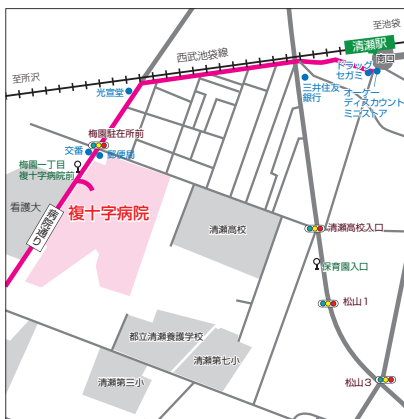 至池袋
清瀬駅
西武池袋線
南口
ドラッグ
セガミ
至所沢
光宣堂
三井住友
銀行
オーケー
ディスカウント
ミニストア
梅園駐在所前
交番
郵便局
梅園一丁目
複十字病院前
看護大
複十字病院
病院通り
清瀬高校
清瀬高校入口
保育園入口
松山1
都立清瀬養護学校
清瀬第七小
清瀬第三小
松山3